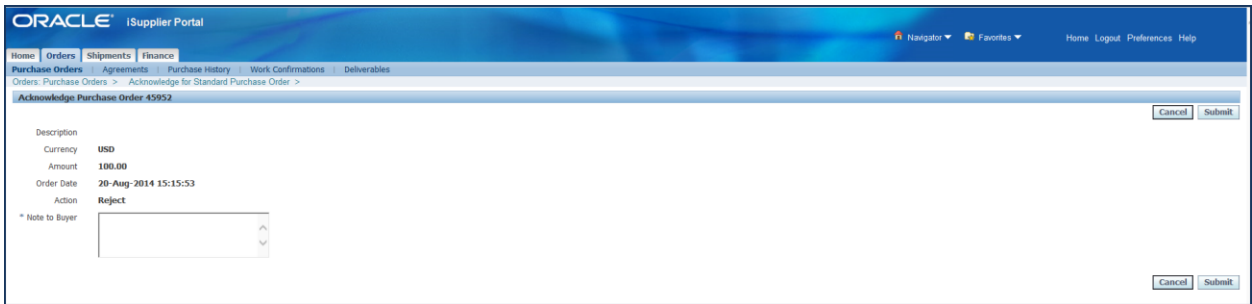 ORACLE® iSupplier Portal
Navigator Favorites Home Logout Preferences Help
Home Orders Shipments Finance
Purchase Orders | Agreements | Purchase History | Work Confirmations | Deliverables
Orders: Purchase Orders > Acknowledge for Standard Purchase Order >
Acknowledge Purchase Order 45952
Cancel Submit
Description
Currency USD
Amount 100.00
Order Date 20-Aug-2014 15:15:53
Action Reject
* Note to Buyer
Cancel Submit